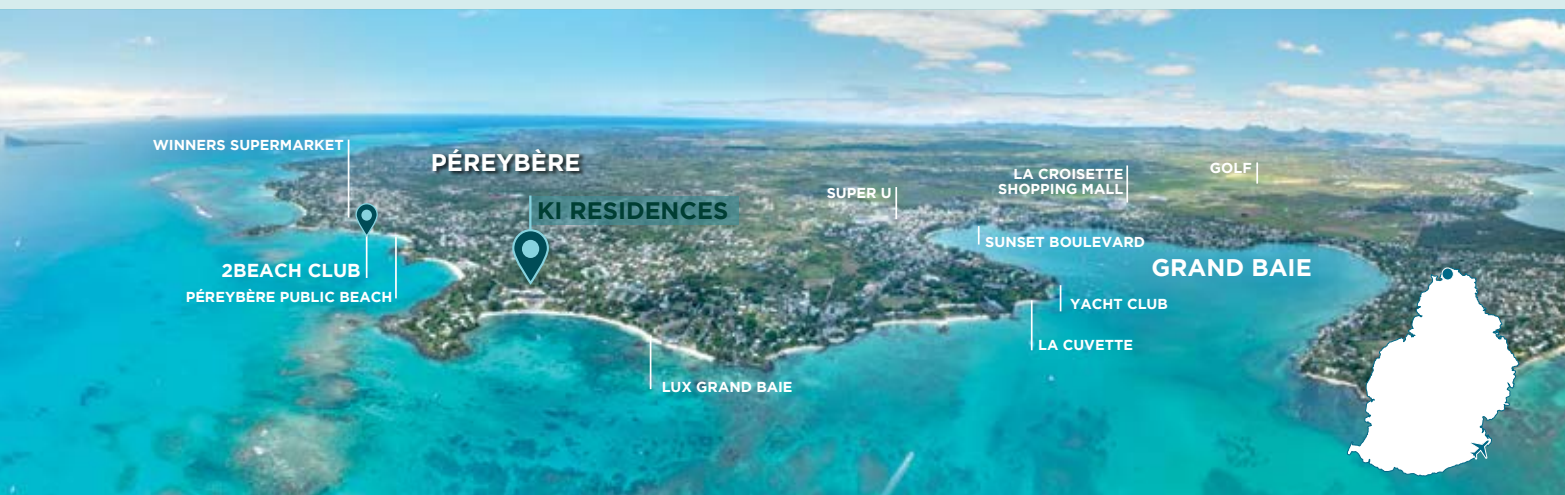 WINNERS SUPERMARKET
PÉREYBÈRE
KI RESIDENCES
2BEACH CLUB
PÉREYBÈRE PUBLIC BEACH
LUX GRAND BAIE
SUPER U
LA CROISETTE
SHOPPING MALL
GOLF
SUNSET BOULEVARD
GRAND BAIE
YACHT CLUB
LA CUVETTE